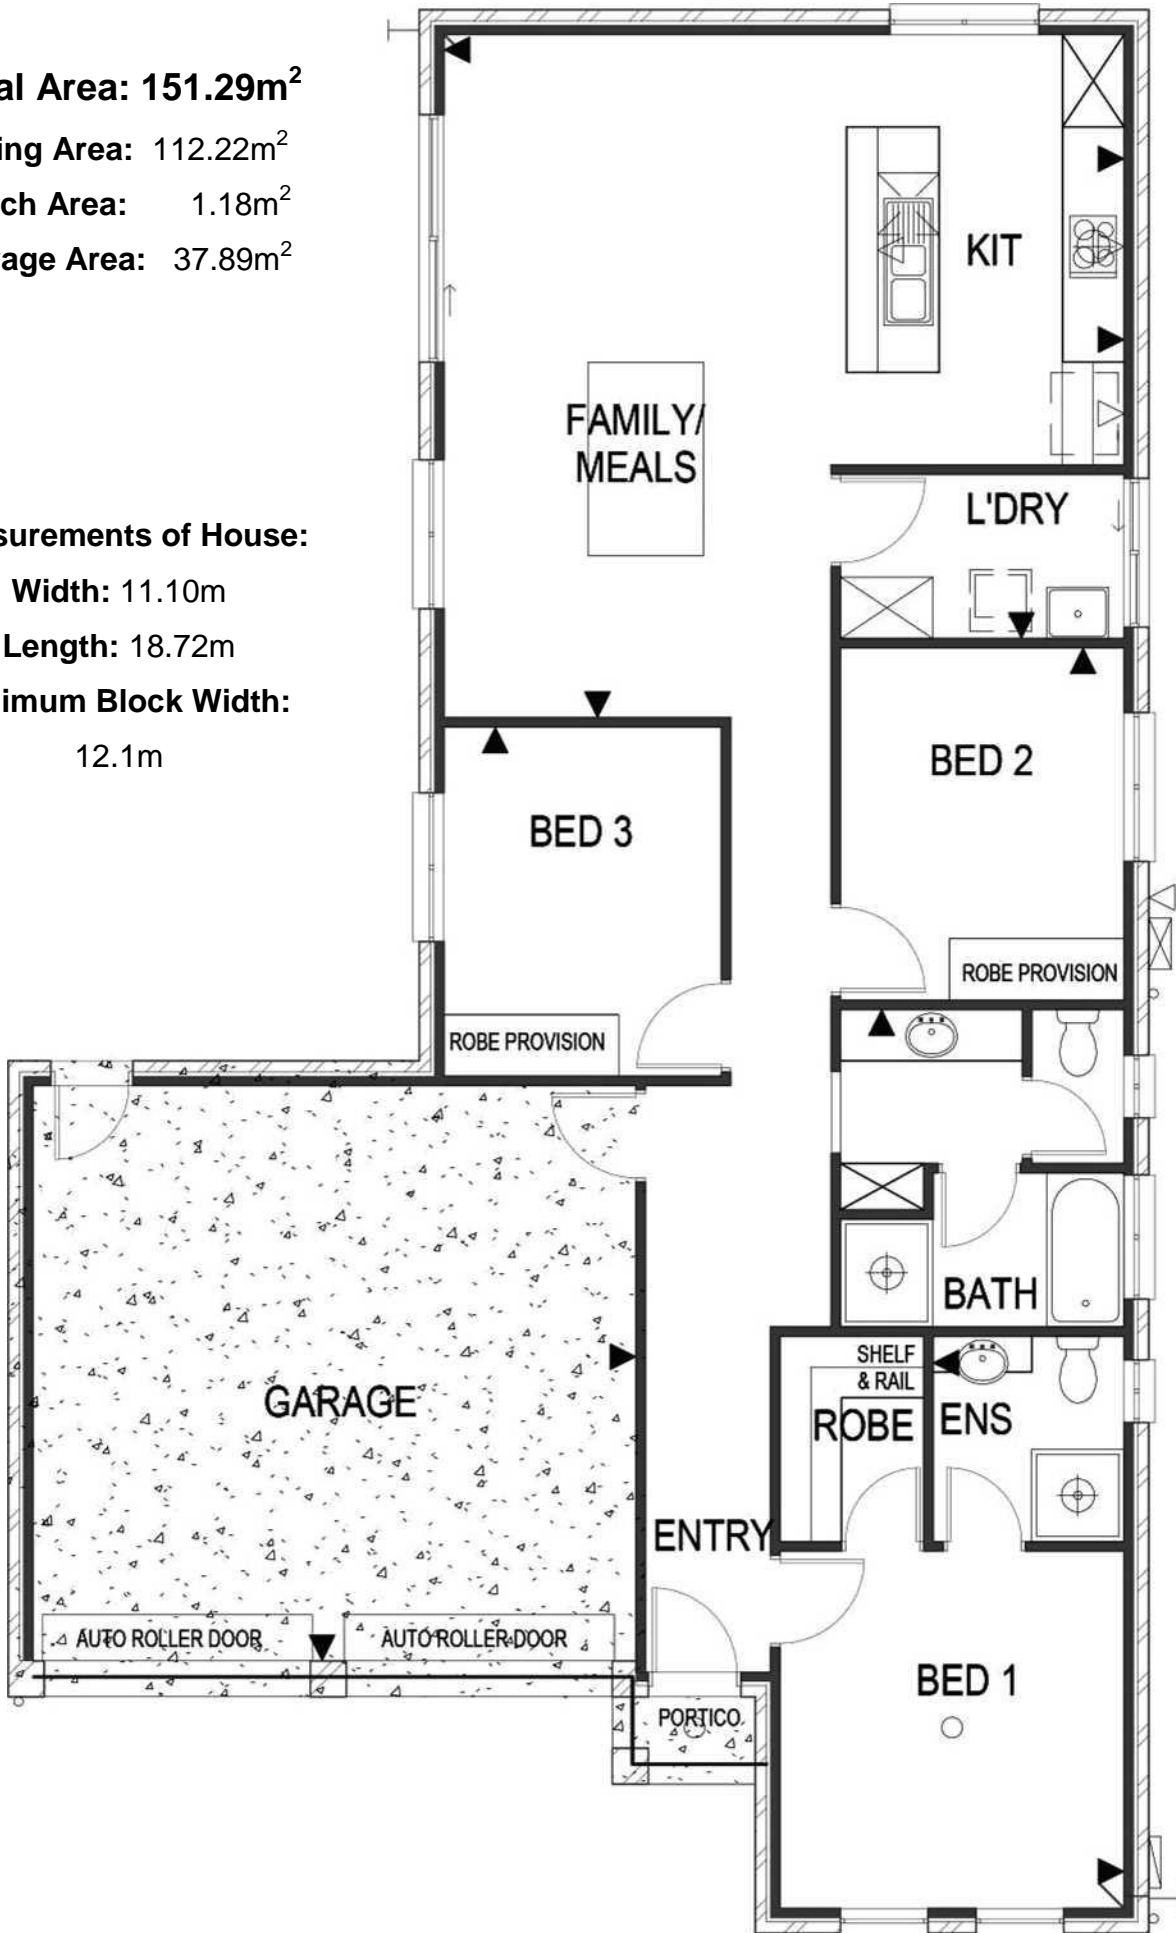 al Area: 151.29m²
ing Area: 112.22m²
ch Area: 1.18m²
age Area: 37.89m²
surements of House:
Width: 11.10m
Length: 18.72m
imum Block Width:
12.1m
KIT
FAMILY/
MEALS
L'DRY
BED 2
BED 3
ROBE PROVISION
ROBE PROVISION
BATH
SHELF
& RAIL
ROBE
ENS
GARAGE
ENTRY
AUTO ROLLER DOOR
AUTO ROLLER DOOR
BED 1
PORTICO